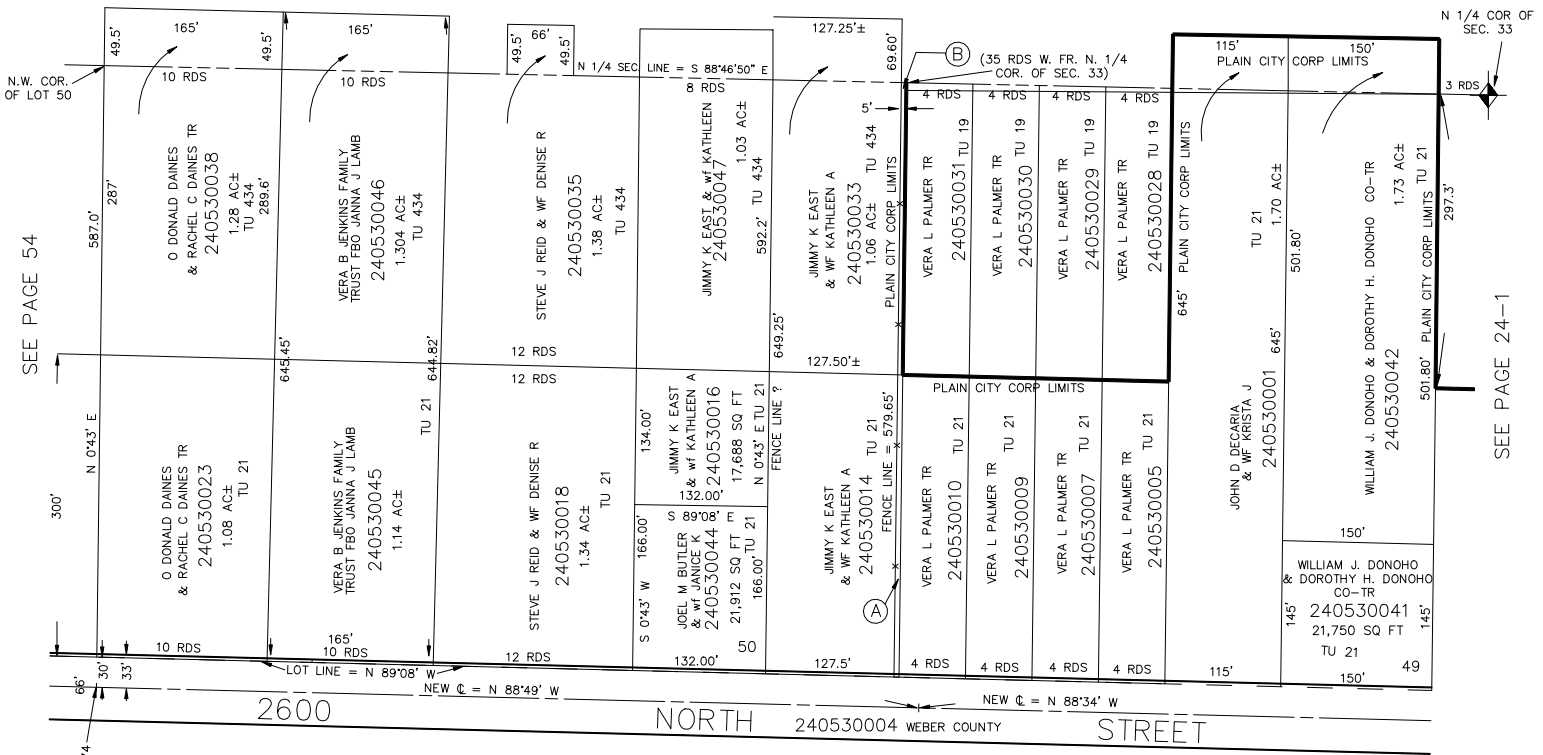 N 1/4 COR OF
SEC. 33
N.W. COR.
OF LOT 50
49.5'
165'
49.5'
165'
49.5'
66'
49.5'
127.25'±
69.60'
B
(35 RDS W. FR. N. 1/4
COR. OF SEC. 33)
115'
150'
PLAIN CITY CORP LIMITS
3 RDS
10 RDS
10 RDS
N 1/4 SEC. LINE = S 88°46'50" E
8 RDS
5'
4 RDS
4 RDS
4 RDS
4 RDS
SEE PAGE 54
587.0'
287'
O DONALD DAINES
& RACHEL C DAINES TR
240530038
1.28 AC±
TU 434
289.6'
VERA B JENKINS FAMILY
TRUST FBO JANNA J LAMB
240530046
1.304 AC±
TU 434
STEVE J REID & WF DENISE R
240530035
1.38 AC±
TU 434
JIMMY K EAST & wf KATHLEEN
240530047
1.03 AC±
592.2' TU 434
JIMMY K EAST
& WF KATHLEEN A
240530033
1.06 AC±
TU 434
PLAIN CITY CORP LIMITS
VERA L PALMER TR
240530031
TU 19
VERA L PALMER TR
240530030
TU 19
VERA L PALMER TR
240530029
TU 19
VERA L PALMER TR
240530028
TU 19
PLAIN CITY CORP LIMITS
645'
TU 21
1.70 AC±
501.80'
JOHN D DECARIA
& WF KRISTA J
240530001
645'
WILLIAM J. DONOHO & DOROTHY H. DONOHO CO-TR
240530042
1.73 AC±
TU 21
PLAIN CITY CORP LIMITS
297.3'
501.80'
SEE PAGE 24-1
645.45'
644.82'
12 RDS
12 RDS
649.25'
127.50'±
PLAIN CITY CORP LIMITS
300'
N 0°43' E
O DONALD DAINES
& RACHEL C DAINES TR
240530023
1.08 AC±
TU 21
VERA B JENKINS FAMILY
TRUST FBO JANNA J LAMB
240530045
1.14 AC±
TU 21
STEVE J REID & WF DENISE R
240530018
1.34 AC±
TU 21
134.00'
JIMMY K EAST
& wf KATHLEEN A
240530016
17,688 SQ FT
N 0°43' E TU 21
132.00'
FENCE LINE ?
S 89°08' E
S 0°43' W 166.00'
JOEL M BUTLER
& wf JANICE K
240530044
21,912 SQ FT
166.00' TU 21
50
132.00'
JIMMY K EAST
& WF KATHLEEN A
240530014
TU 21
FENCE LINE = 579.65'
A
127.5'
VERA L PALMER TR
240530010
TU 21
VERA L PALMER TR
240530009
TU 21
VERA L PALMER TR
240530007
TU 21
VERA L PALMER TR
240530005
TU 21
4 RDS
4 RDS
4 RDS
4 RDS
115'
150'
WILLIAM J. DONOHO
& DOROTHY H. DONOHO
CO-TR
240530041
145'
145'
21,750 SQ FT
TU 21
49
150'
10 RDS
165'
10 RDS
12 RDS
LOT LINE = N 89°08' W
66'
30'
33'
NEW ℄ = N 88°49' W
NEW ℄ = N 88°34' W
2600 NORTH 240530004 WEBER COUNTY STREET